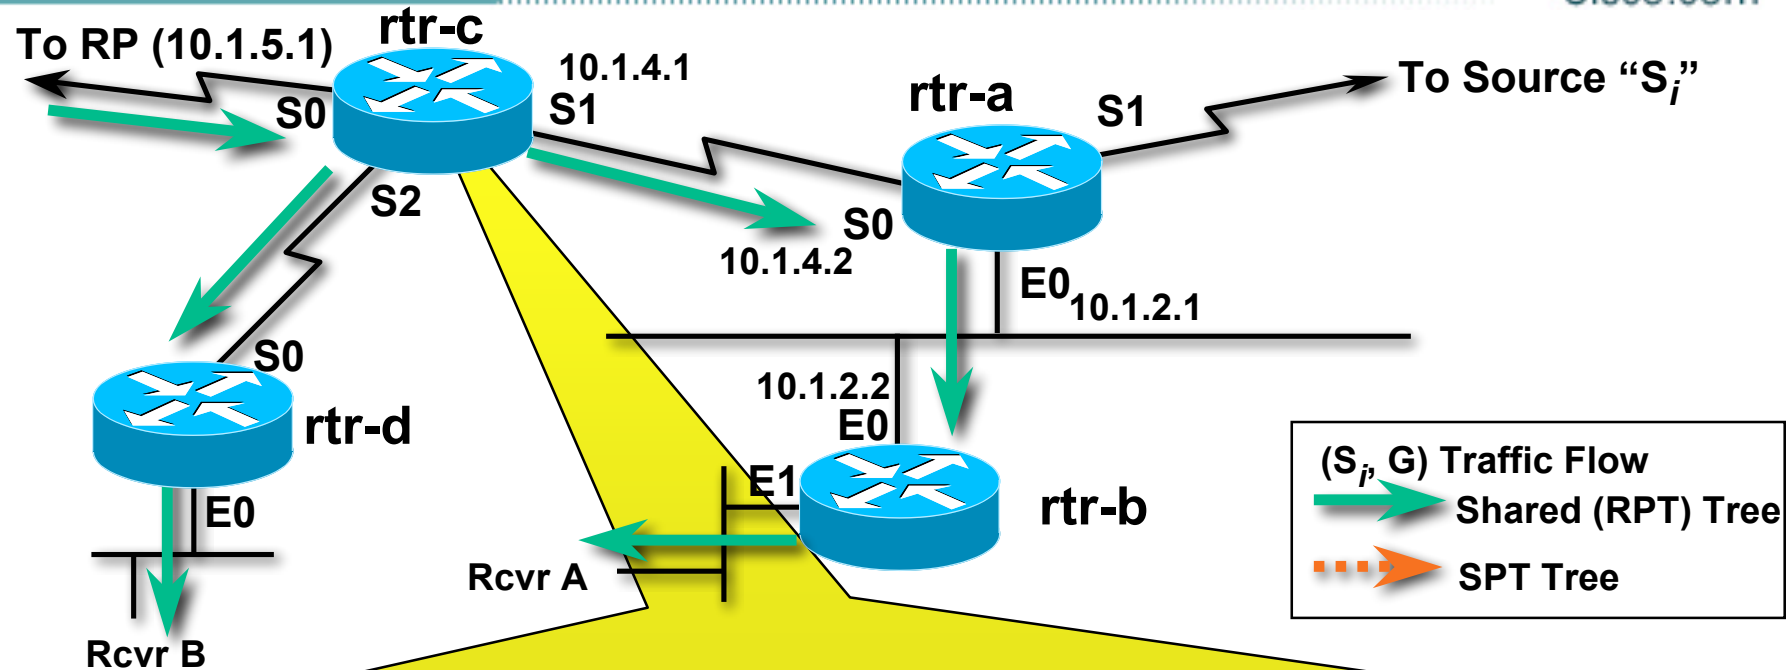 rtr-c
To RP (10.1.5.1)
10.1.4.1
S0
S1
rtr-a
S1
To Source “Si”
S2
S0
10.1.4.2
E0
10.1.2.1
S0
rtr-d
10.1.2.2
E0
E1
rtr-b
E0
Rcvr A
Rcvr B
(Si, G) Traffic Flow
Shared (RPT) Tree
SPT Tree